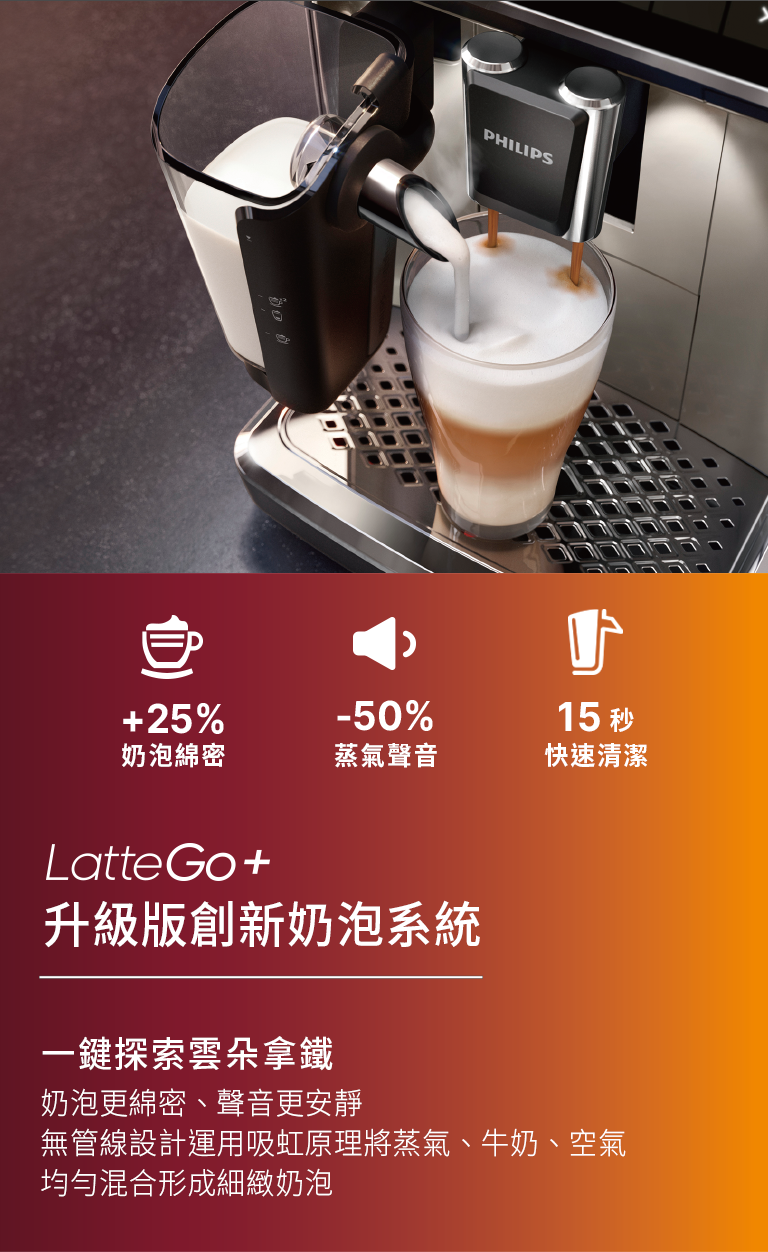 PHILIPS
+25%
奶泡綿密
-50%
蒸氣聲音
15 秒
快速清潔
LatteGo+
升級版創新奶泡系統
一鍵探索雲朵拿鐵
奶泡更綿密、聲音更安靜
無管線設計運用吸虹原理將蒸氣、牛奶、空氣
均勻混合形成細緻奶泡